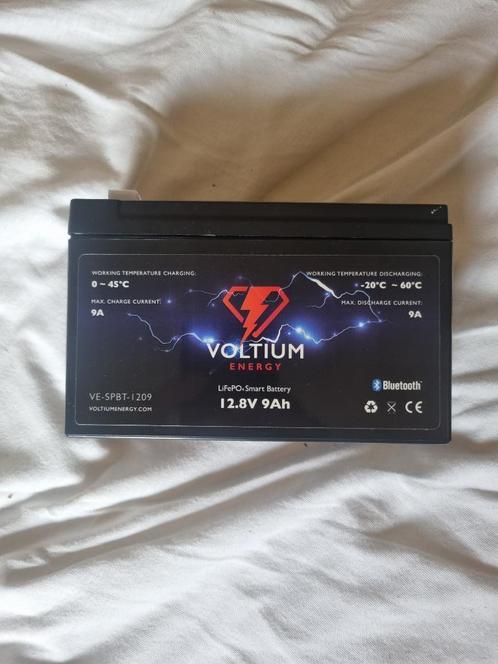 WORKING TEMPERATURE CHARGING:
0 ~ 45°C
MAX. CHARGE CURRENT:
9A
WORKING TEMPERATURE DISCHARGING:
-20°C ~ 60°C
MAX. DISCHARGE CURRENT:
9A
VOLTIUM
ENERGY
LiFePO₄ Smart Battery
12.8V 9Ah
VE-SPBT-1209
VOLTIUMENERGY.COM
Bluetooth™
CE